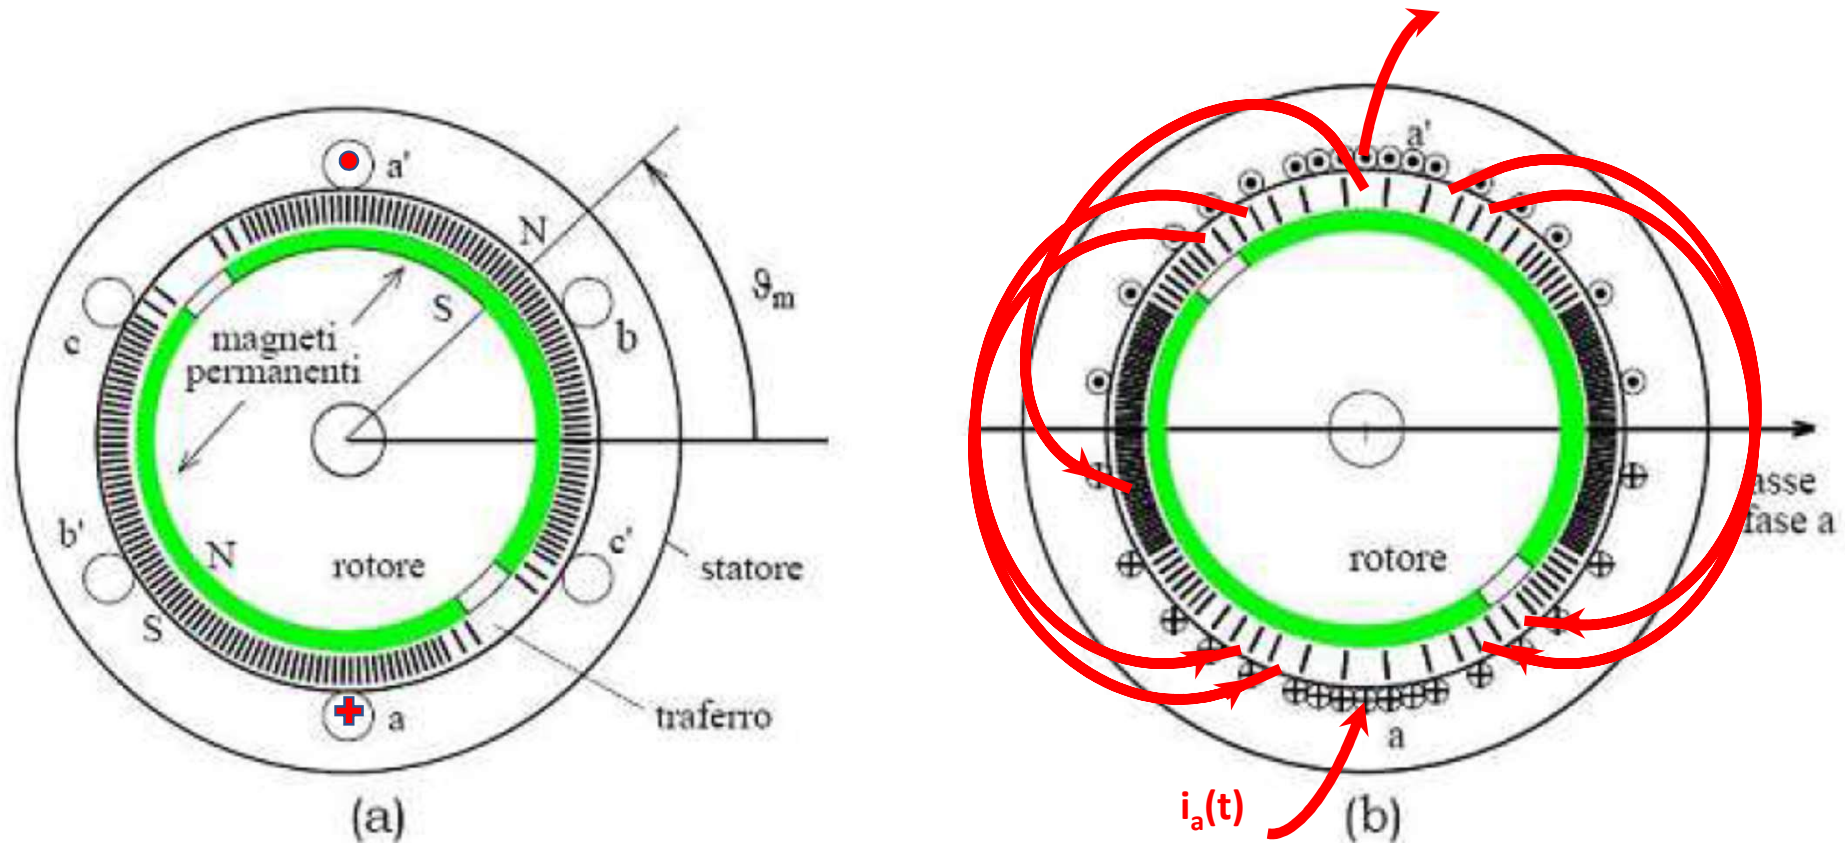 a'
N
ϑm
S
c
b
magneti
permanenti
b'
N
rotore
c'
statore
S
a
traferro
(a)
a'
asse
fase a
rotore
a
ia(t)
(b)